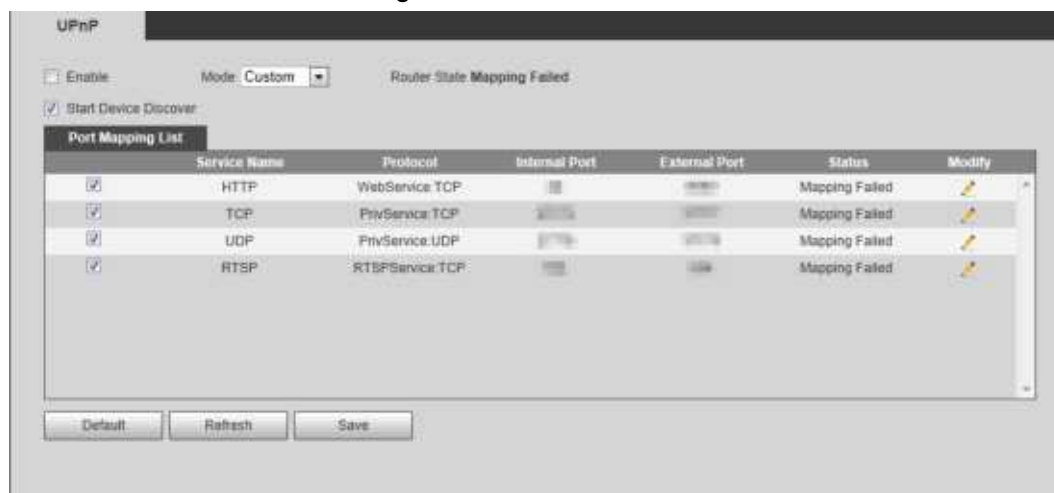 UPnP
Enable Mode Custom Router State Mapping Failed
Start Device Discover
Port Mapping List
Service Name Protocol Internal Port External Port Status Modify
HTTP WebService:TCP Mapping Failed
TCP PrivService:TCP Mapping Failed
UDP PrivService:UDP Mapping Failed
RTSP RTSPService:TCP Mapping Failed
Default Refresh Save